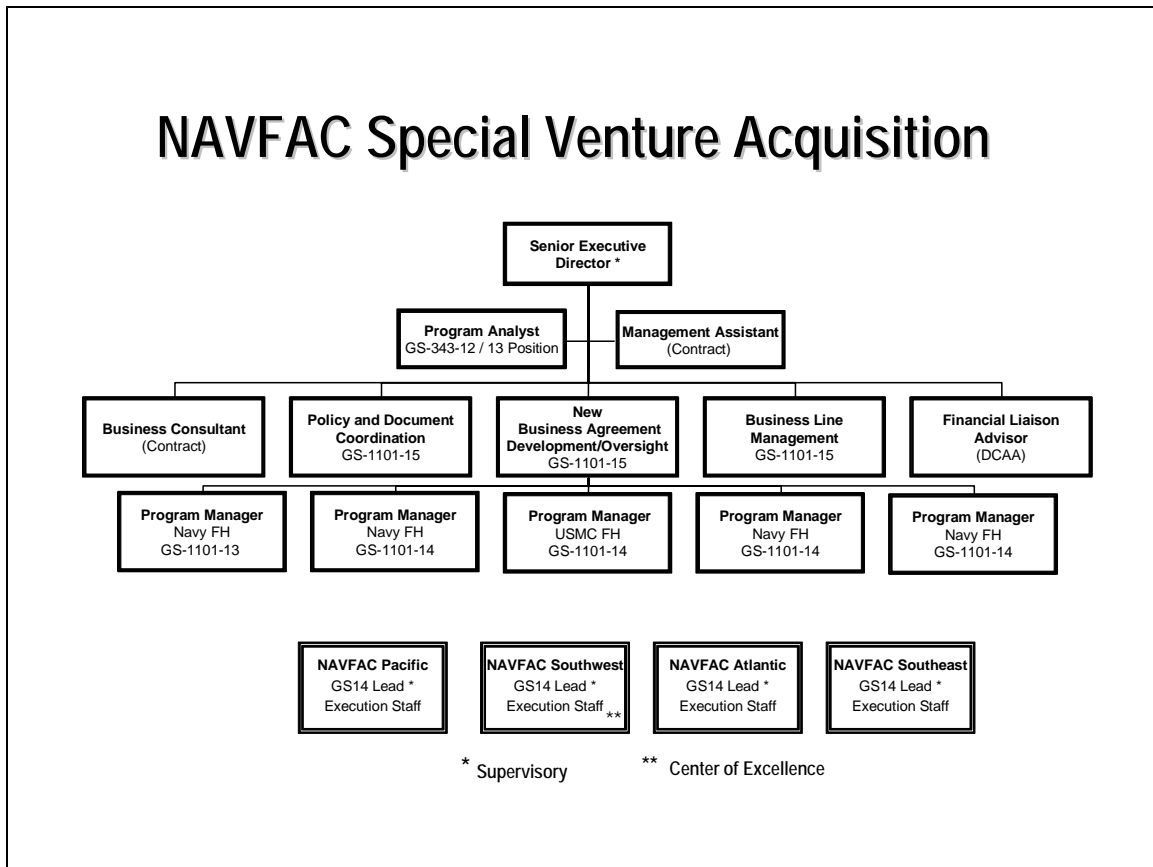 NAVFAC Special Venture Acquisition
Senior Executive
Director *
Program Analyst
GS-343-12 / 13 Position
Management Assistant
(Contract)
Business Consultant
(Contract)
Policy and Document
Coordination
GS-1101-15
New
Business Agreement
Development/Oversight
GS-1101-15
Business Line
Management
GS-1101-15
Financial Liaison
Advisor
(DCAA)
Program Manager
Navy FH
GS-1101-13
Program Manager
Navy FH
GS-1101-14
Program Manager
USMC FH
GS-1101-14
Program Manager
Navy FH
GS-1101-14
Program Manager
Navy FH
GS-1101-14
NAVFAC Pacific
GS14 Lead *
Execution Staff
NAVFAC Southwest
GS14 Lead *
Execution Staff **
NAVFAC Atlantic
GS14 Lead *
Execution Staff
NAVFAC Southeast
GS14 Lead *
Execution Staff
* Supervisory
** Center of Excellence